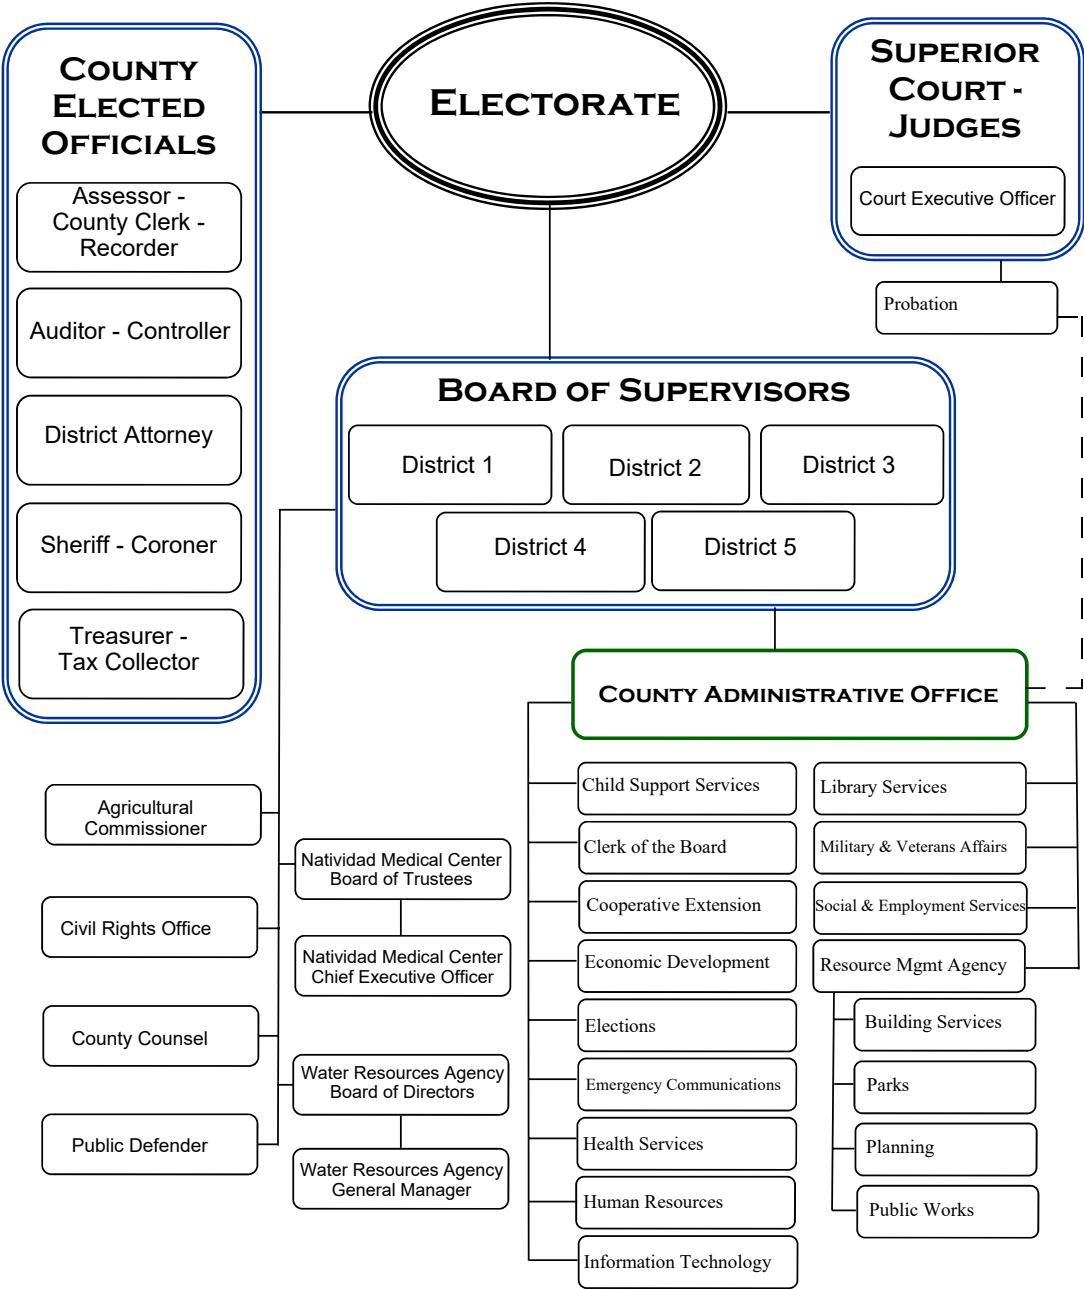 COUNTY
ELECTED
OFFICIALS
Assessor -
County Clerk -
Recorder
Auditor - Controller
District Attorney
Sheriff - Coroner
Treasurer -
Tax Collector
ELECTORATE
SUPERIOR
COURT -
JUDGES
Court Executive Officer
Probation
BOARD OF SUPERVISORS
District 1
District 2
District 3
District 4
District 5
COUNTY ADMINISTRATIVE OFFICE
Agricultural
Commissioner
Civil Rights Office
County Counsel
Public Defender
Natividad Medical Center
Board of Trustees
Natividad Medical Center
Chief Executive Officer
Water Resources Agency
Board of Directors
Water Resources Agency
General Manager
Child Support Services
Clerk of the Board
Cooperative Extension
Economic Development
Elections
Emergency Communications
Health Services
Human Resources
Information Technology
Library Services
Military & Veterans Affairs
Social & Employment Services
Resource Mgmt Agency
Building Services
Parks
Planning
Public Works